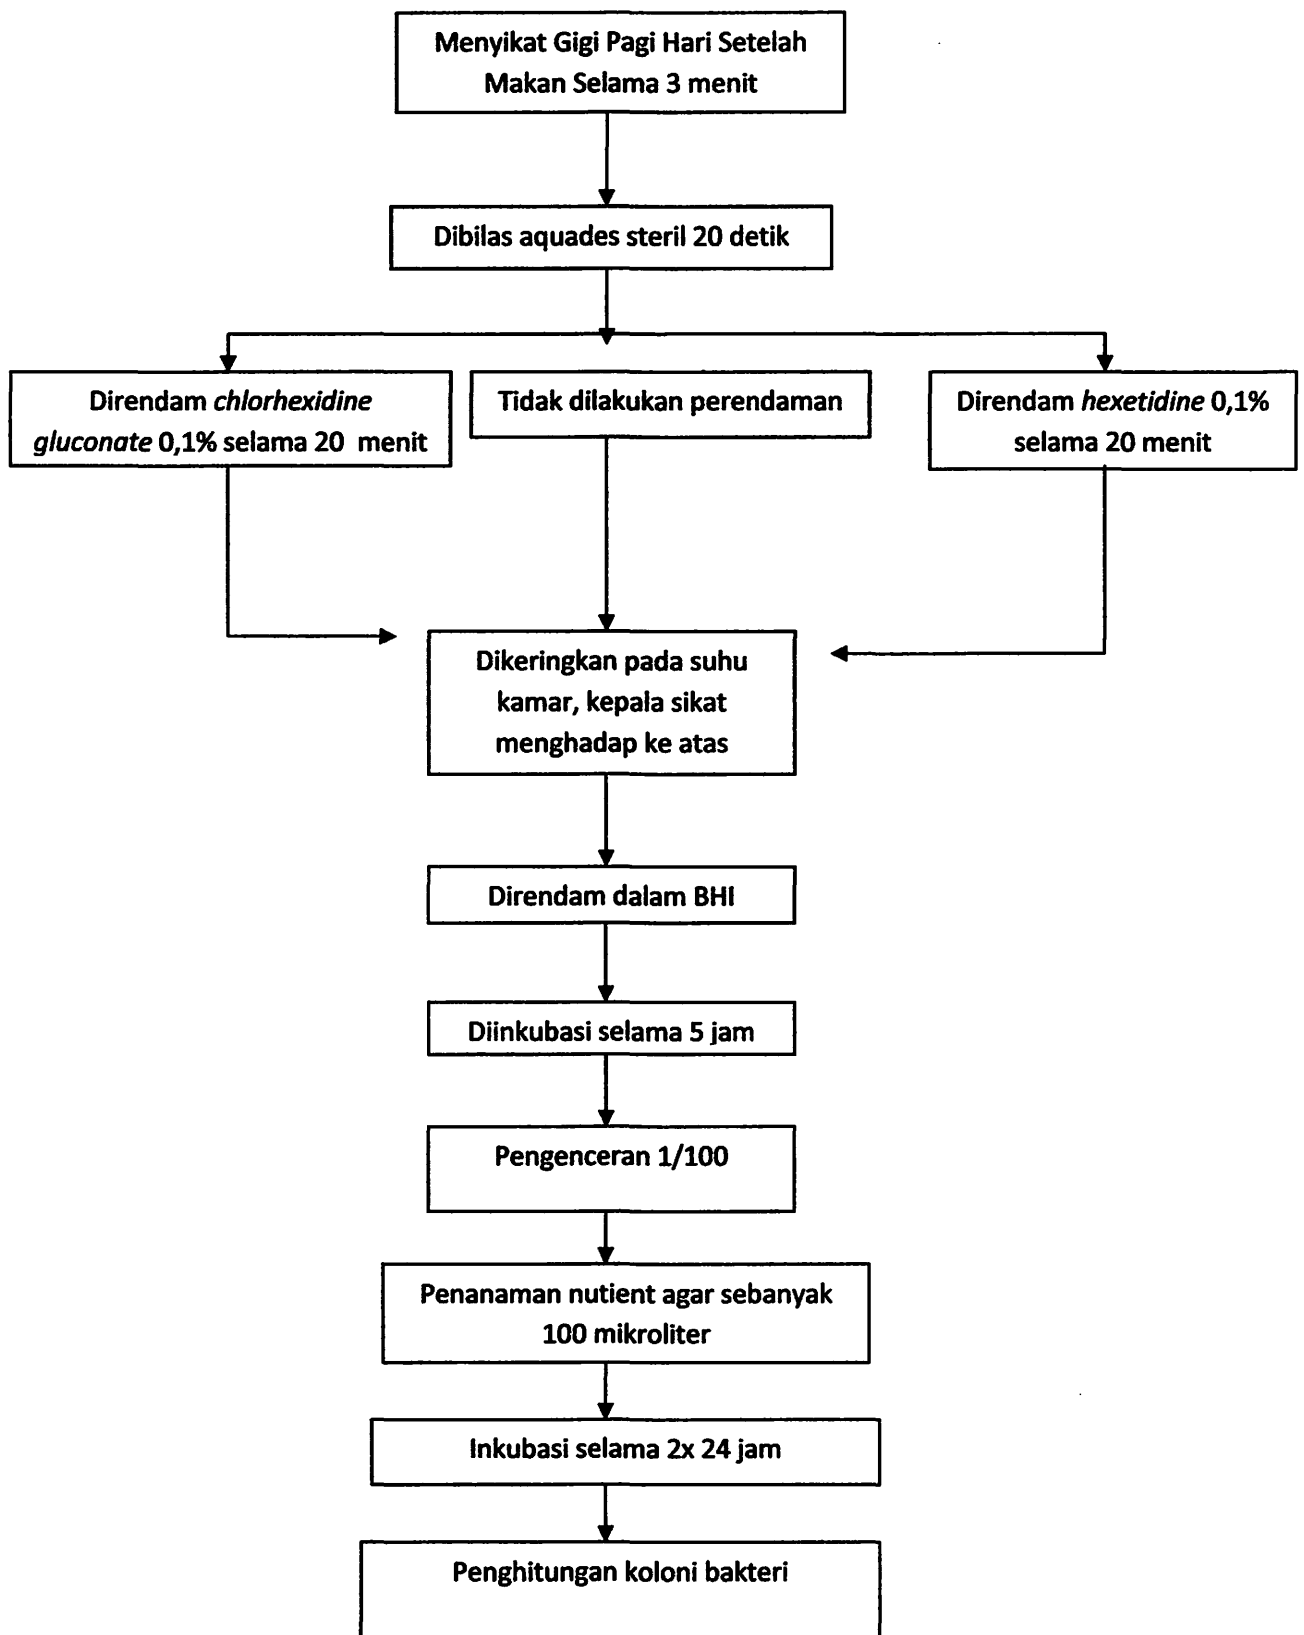 Menyikat Gigi Pagi Hari Setelah
Makan Selama 3 menit
Dibilas aquades steril 20 detik
Direndam chlorhexidine
gluconate 0,1% selama 20 menit
Tidak dilakukan perendaman
Direndam hexetidine 0,1%
selama 20 menit
Dikeringkan pada suhu
kamar, kepala sikat
menghadap ke atas
Direndam dalam BHI
Diinkubasi selama 5 jam
Pengenceran 1/100
Penanaman nutient agar sebanyak
100 mikroliter
Inkubasi selama 2x 24 jam
Penghitungan koloni bakteri